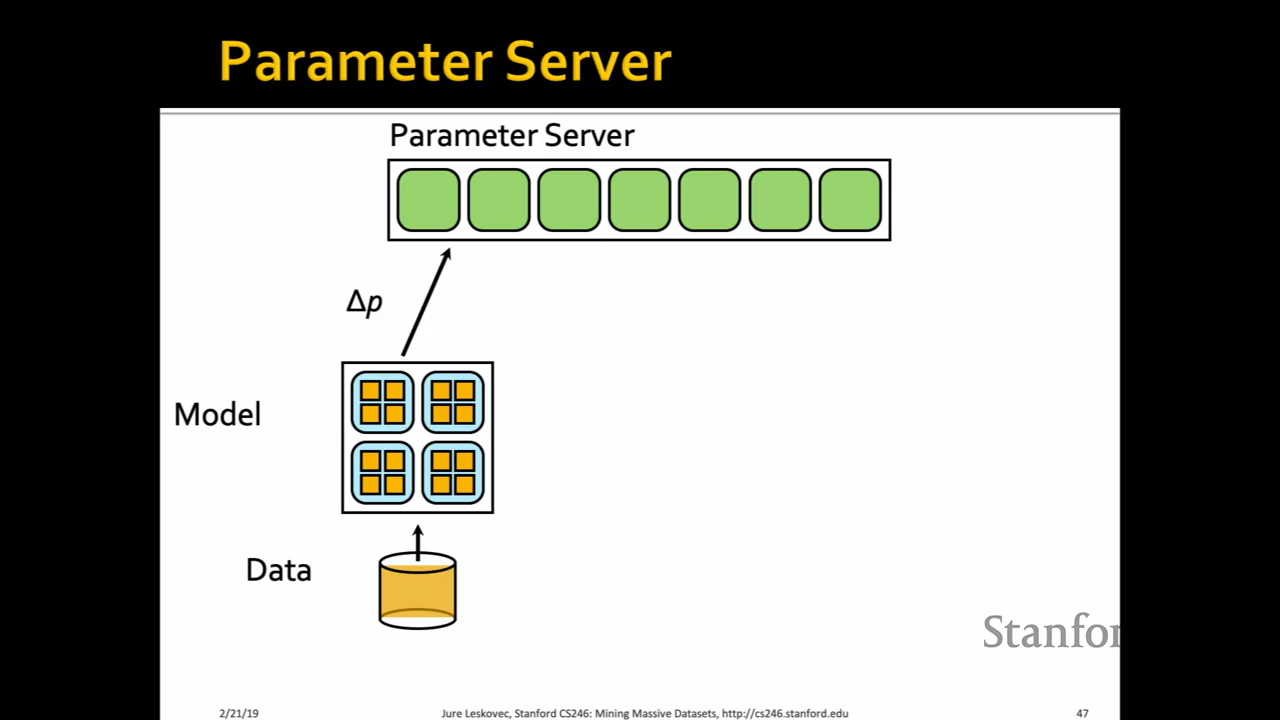 Parameter Server
Parameter Server
Δp
Model
Data
Stanfor
2/21/19
Jure Leskovec, Stanford CS246: Mining Massive Datasets, http://cs246.stanford.edu
47